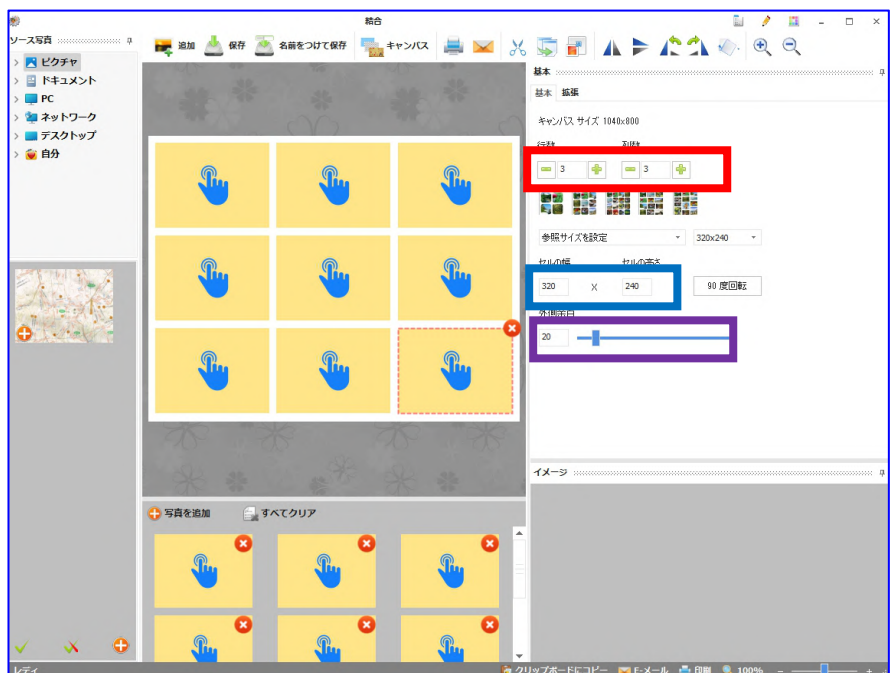 結合
ソース写真
ピクチャ
ドキュメント
PC
ネットワーク
デスクトップ
自分
追加 保存 名前をつけて保存 キャンバス
基本
基本 拡張
キャンバス サイズ 1040x800
行数 列数
3 3
参照サイズを設定 320x240
セルの幅 セルの高さ
320 x 240 90 度回転
外側余白
20
イメージ
写真を追加 すべてクリア
レディ クリップボードにコピー E-メール 印刷 100%